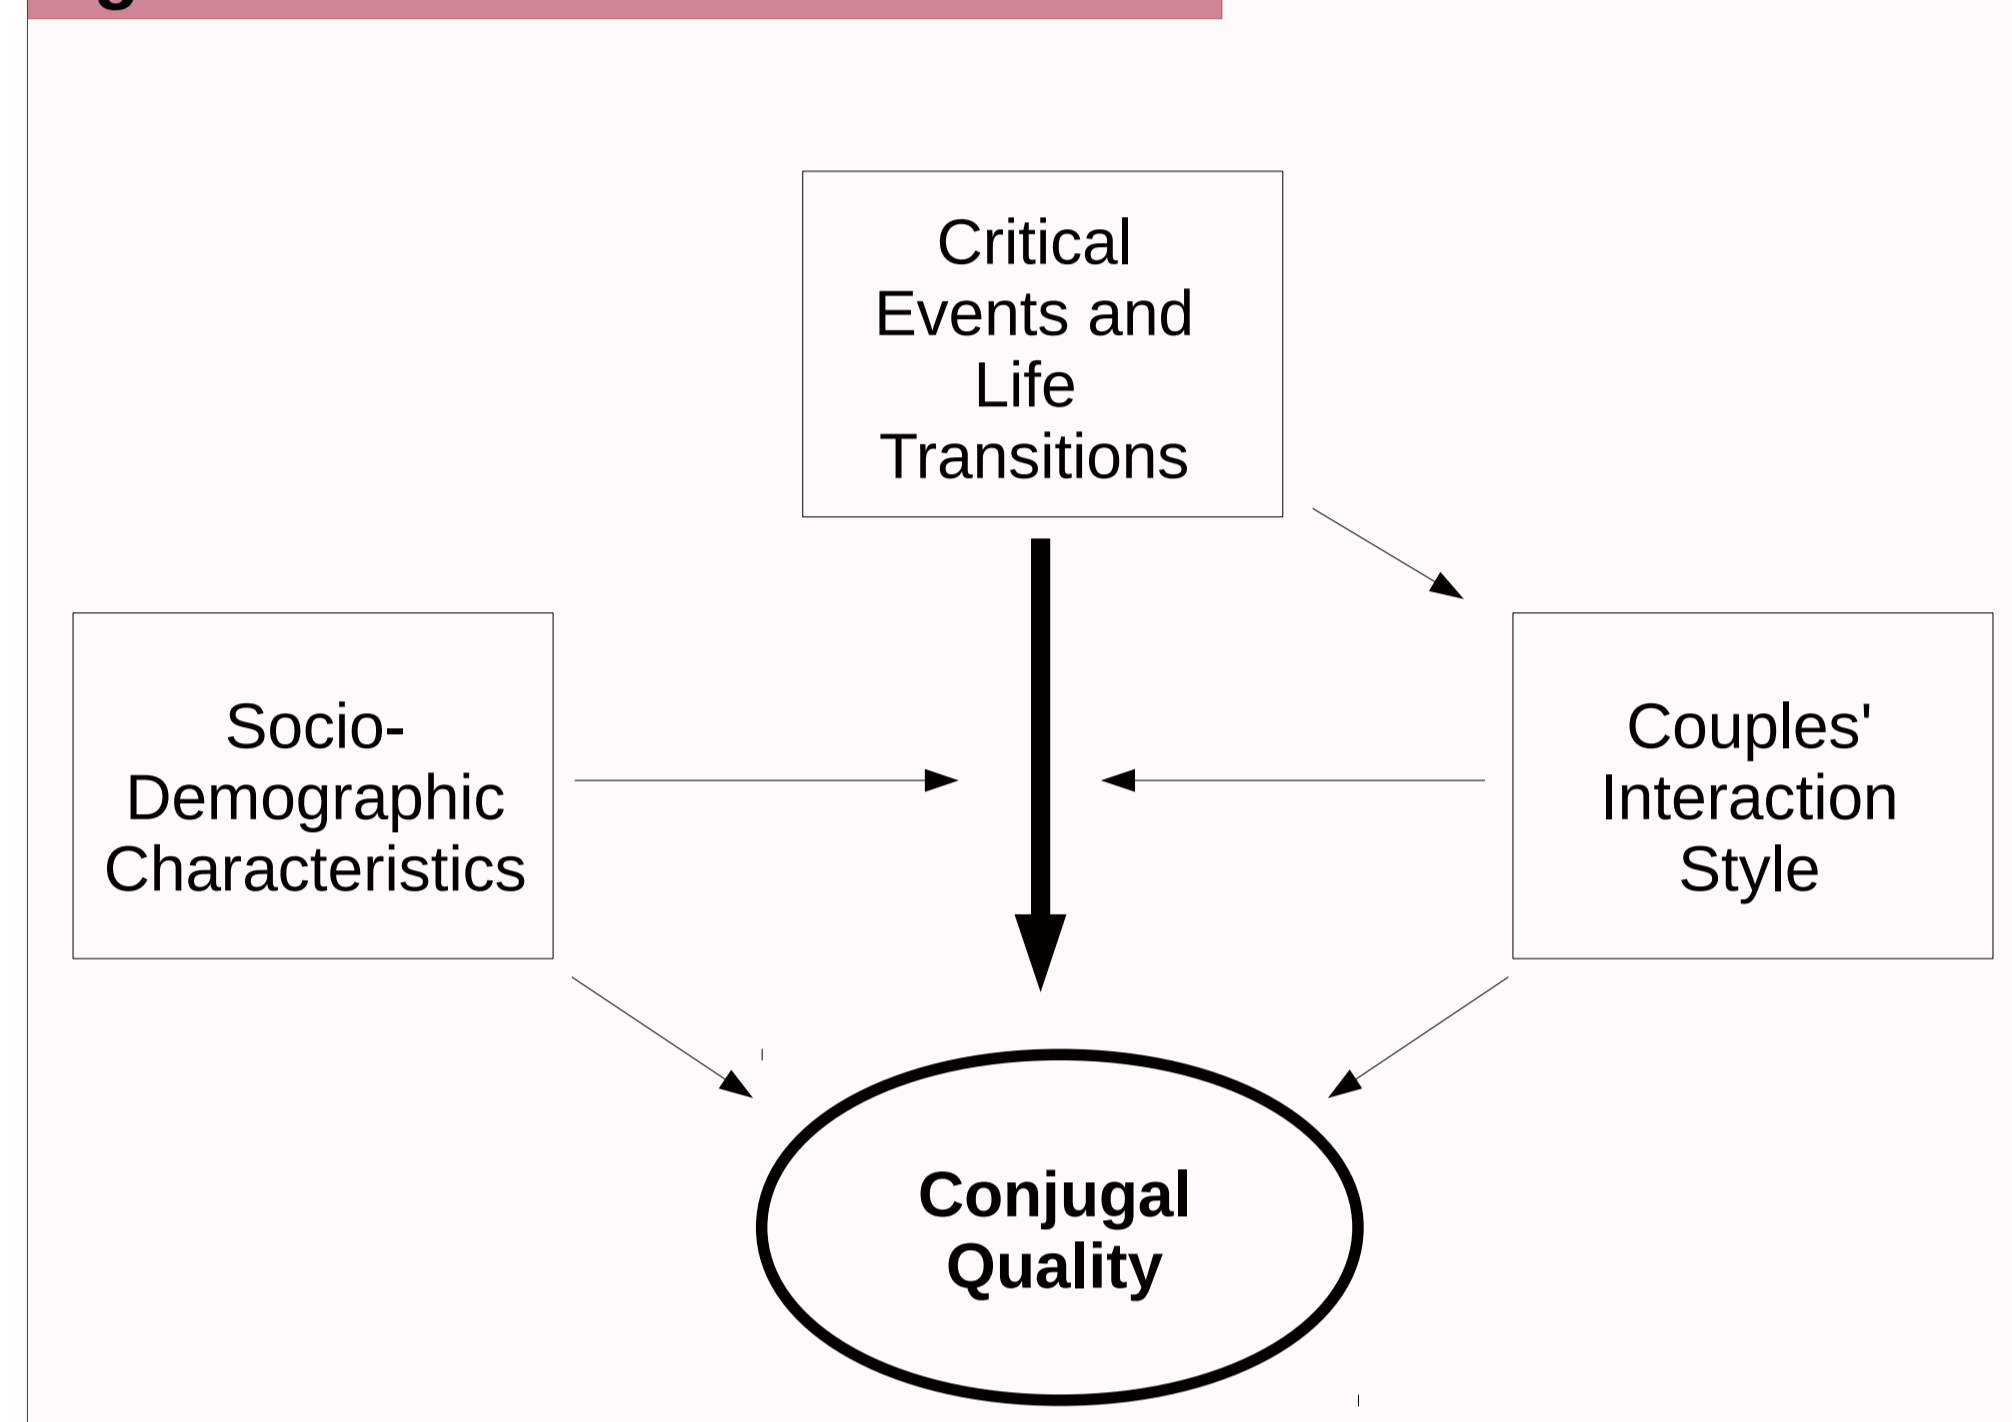 Critical
Events and
Life
Transitions
Socio-
Demographic
Characteristics
Couples'
Interaction
Style
Conjugal
Quality